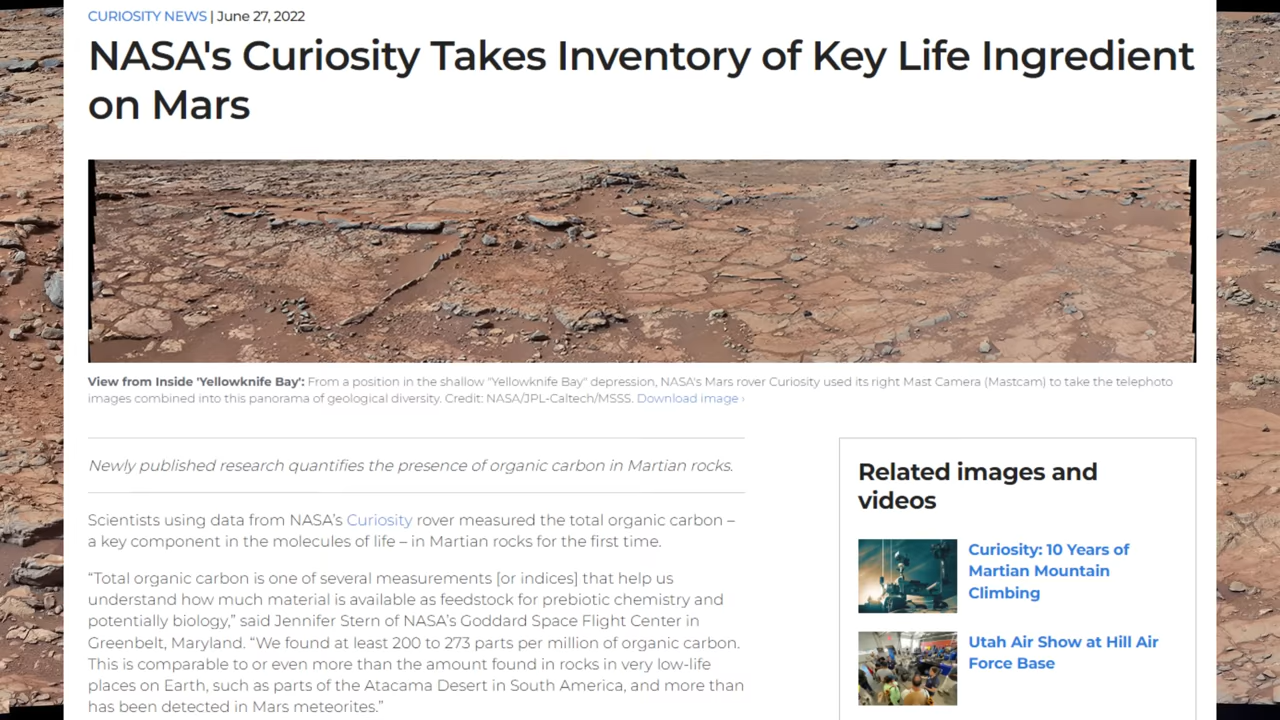 CURIOSITY NEWS | June 27, 2022
NASA's Curiosity Takes Inventory of Key Life Ingredient
on Mars
View from Inside 'Yellowknife Bay': From a position in the shallow "Yellowknife Bay" depression, NASA's Mars rover Curiosity used its right Mast Camera (Mastcam) to take the telephoto
images combined into this panorama of geological diversity. Credit: NASA/JPL-Caltech/MSSS. Download image ›
Newly published research quantifies the presence of organic carbon in Martian rocks.
Scientists using data from NASA’s Curiosity rover measured the total organic carbon –
a key component in the molecules of life – in Martian rocks for the first time.
“Total organic carbon is one of several measurements [or indices] that help us
understand how much material is available as feedstock for prebiotic chemistry and
potentially biology,” said Jennifer Stern of NASA’s Goddard Space Flight Center in
Greenbelt, Maryland. “We found at least 200 to 273 parts per million of organic carbon.
This is comparable to or even more than the amount found in rocks in very low-life
places on Earth, such as parts of the Atacama Desert in South America, and more than
has been detected in Mars meteorites.”
Related images and
videos
Curiosity: 10 Years of
Martian Mountain
Climbing
Utah Air Show at Hill Air
Force Base